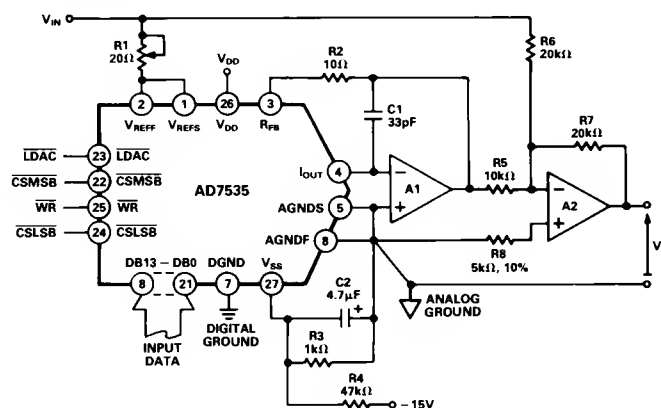 VIN
R1
20Ω
VDD
R2
10Ω
R6
20kΩ
2
1
26
3
VREFF
VREFS
VDD
RFB
C1
33pF
R7
20kΩ
LDAC
23
LDAC
CSMSB
22
CSMSB
WR
25
WR
CSLSB
24
CSLSB
AD7535
IOUT
4
AGNDS
5
AGNDF
8
A1
R5
10kΩ
A2
R8
5kΩ, 10%
V
DB13 – DB0
DGND
VSS
8
21
7
27
C2
4.7μF
+
ANALOG
GROUND
INPUT
DATA
DIGITAL
GROUND
R3
1kΩ
R4
47kΩ
–15V